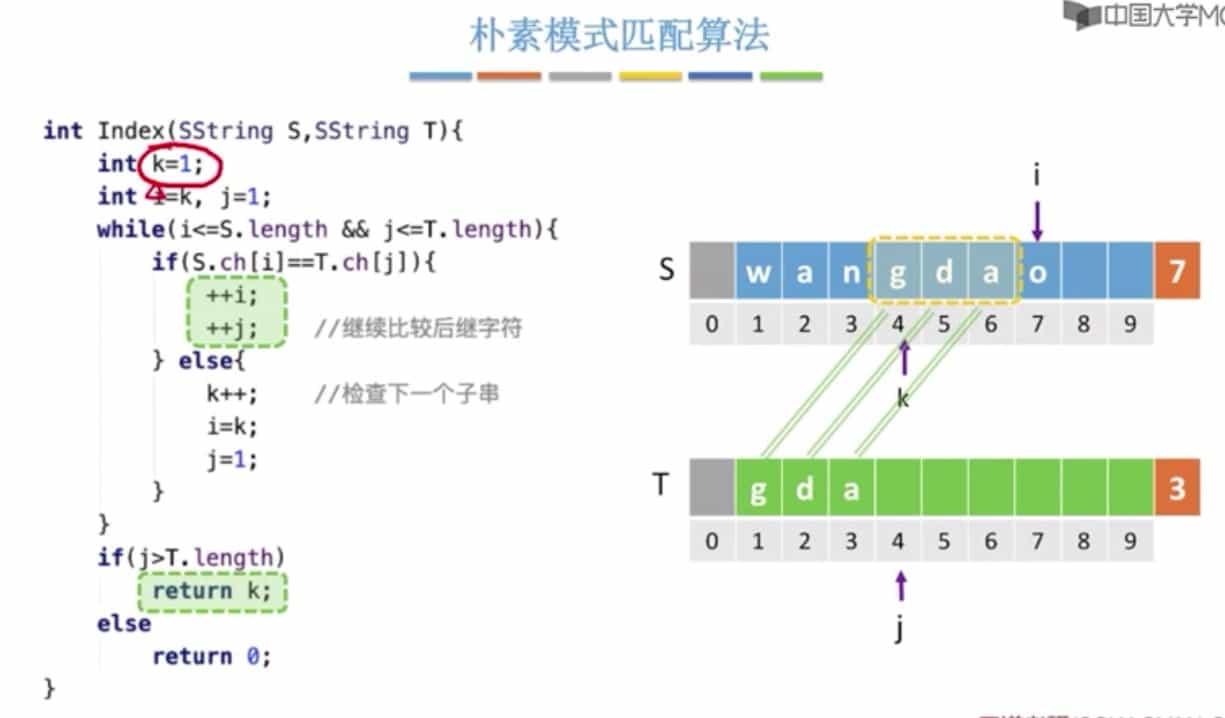 中国大学MO
朴素模式匹配算法
int Index(SString S,SString T){
int k=1;
int i=k, j=1;
while(i<=S.length && j<=T.length){
if(S.ch[i]==T.ch[j]){
++i;
++j; //继续比较后继字符
} else{
k++; //检查下一个子串
i=k;
j=1;
}
}
if(j>T.length)
return k;
else
return 0;
}
i
S w a n g d a o 7
0 1 2 3 4 5 6 7 8 9
k
T g d a 3
0 1 2 3 4 5 6 7 8 9
j